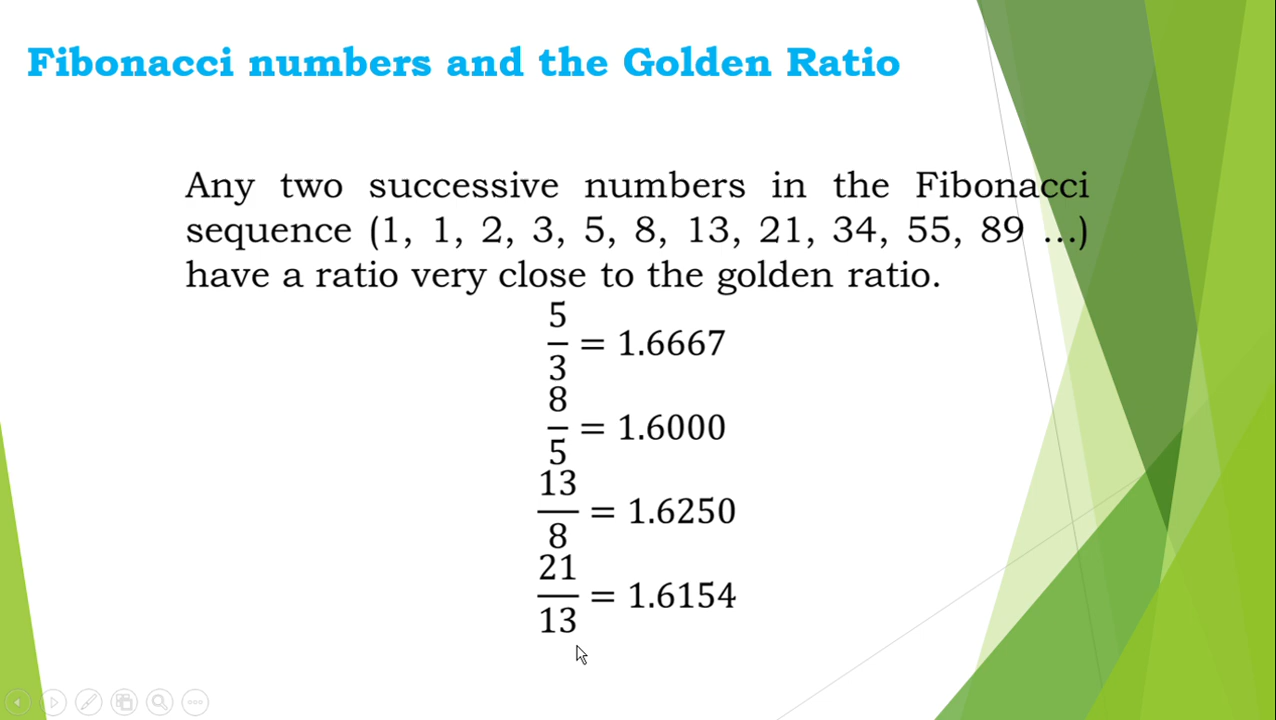 Fibonacci numbers and the Golden Ratio
Any two successive numbers in the Fibonacci
sequence (1, 1, 2, 3, 5, 8, 13, 21, 34, 55, 89 ...)
have a ratio very close to the golden ratio.
5/3 = 1.6667
8/5 = 1.6000
13/8 = 1.6250
21/13 = 1.6154